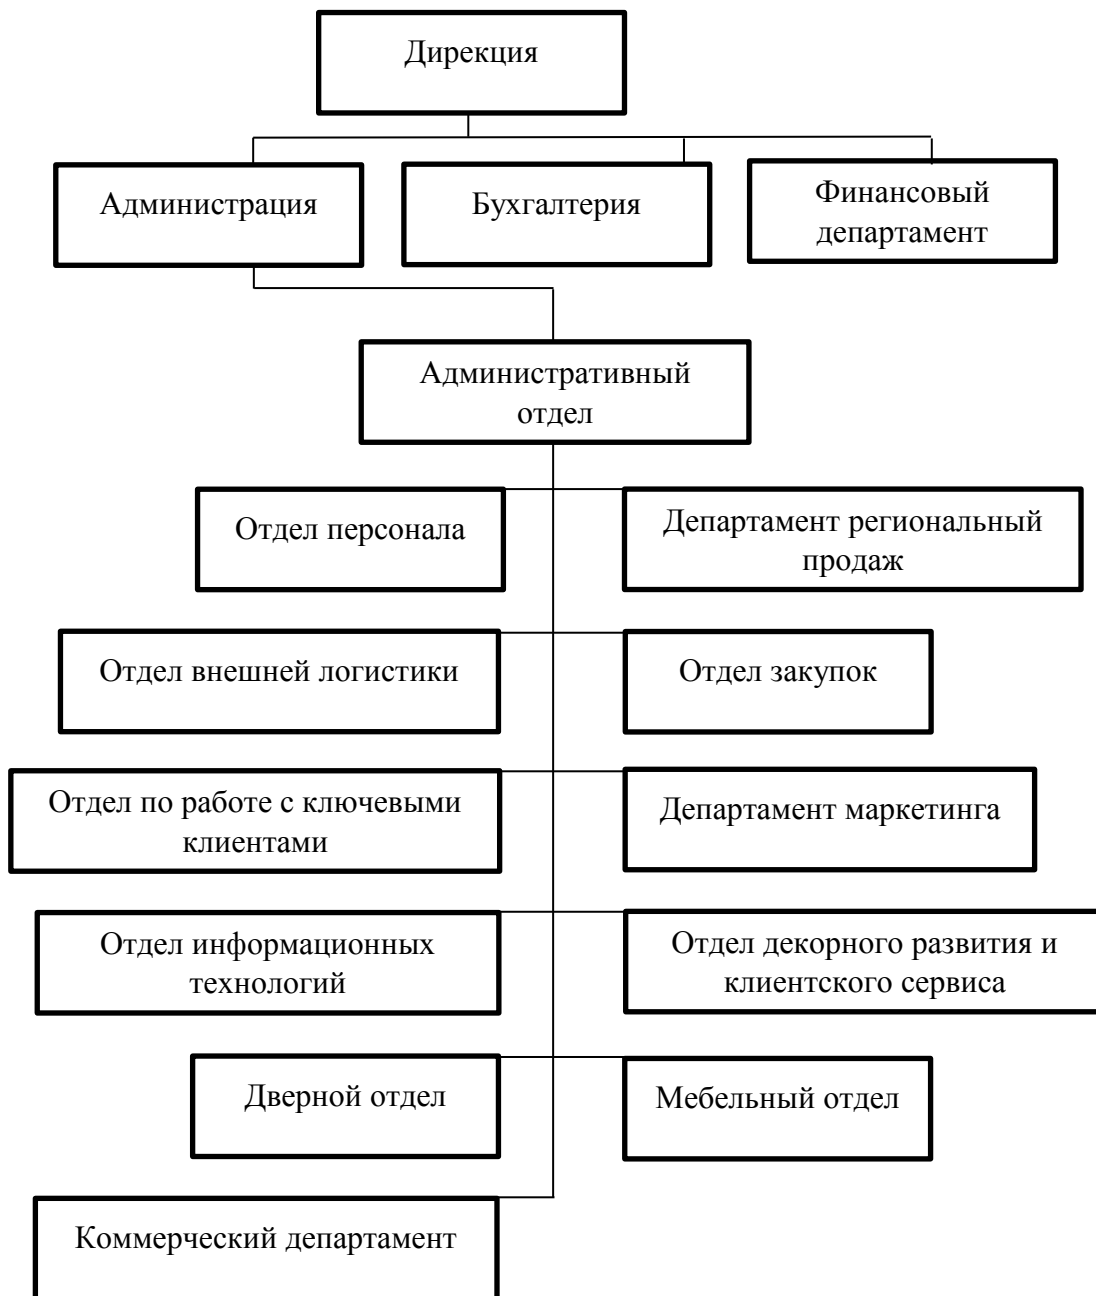 Дирекция
Администрация
Бухгалтерия
Финансовый
департамент
Административный
отдел
Отдел персонала
Департамент региональный
продаж
Отдел внешней логистики
Отдел закупок
Отдел по работе с ключевыми
клиентами
Департамент маркетинга
Отдел информационных
технологий
Отдел декорного развития и
клиентского сервиса
Дверной отдел
Мебельный отдел
Коммерческий департамент